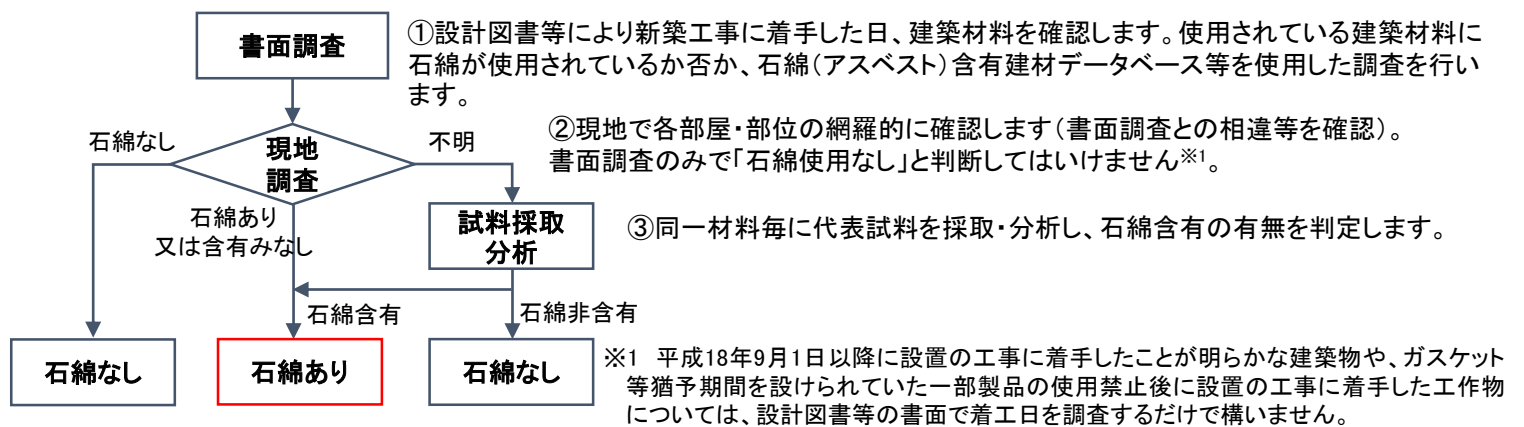 書面調査
①設計図書等により新築工事に着手した日、建築材料を確認します。使用されている建築材料に
石綿が使用されているか否か、石綿(アスベスト)含有建材データベース等を使用した調査を行い
ます。
石綿なし
現地
調査
不明
②現地で各部屋・部位の網羅的に確認します(書面調査との相違等を確認)。
書面調査のみで「石綿使用なし」と判断してはいけません※1。
石綿あり
又は含有みなし
試料採取
分析
③同一材料毎に代表試料を採取・分析し、石綿含有の有無を判定します。
石綿含有
石綿非含有
石綿なし
石綿あり
石綿なし
※1 平成18年9月1日以降に設置の工事に着手したことが明らかな建築物や、ガスケット
等猶予期間を設けられていた一部製品の使用禁止後に設置の工事に着手した工作物
については、設計図書等の書面で着工日を調査するだけで構いません。